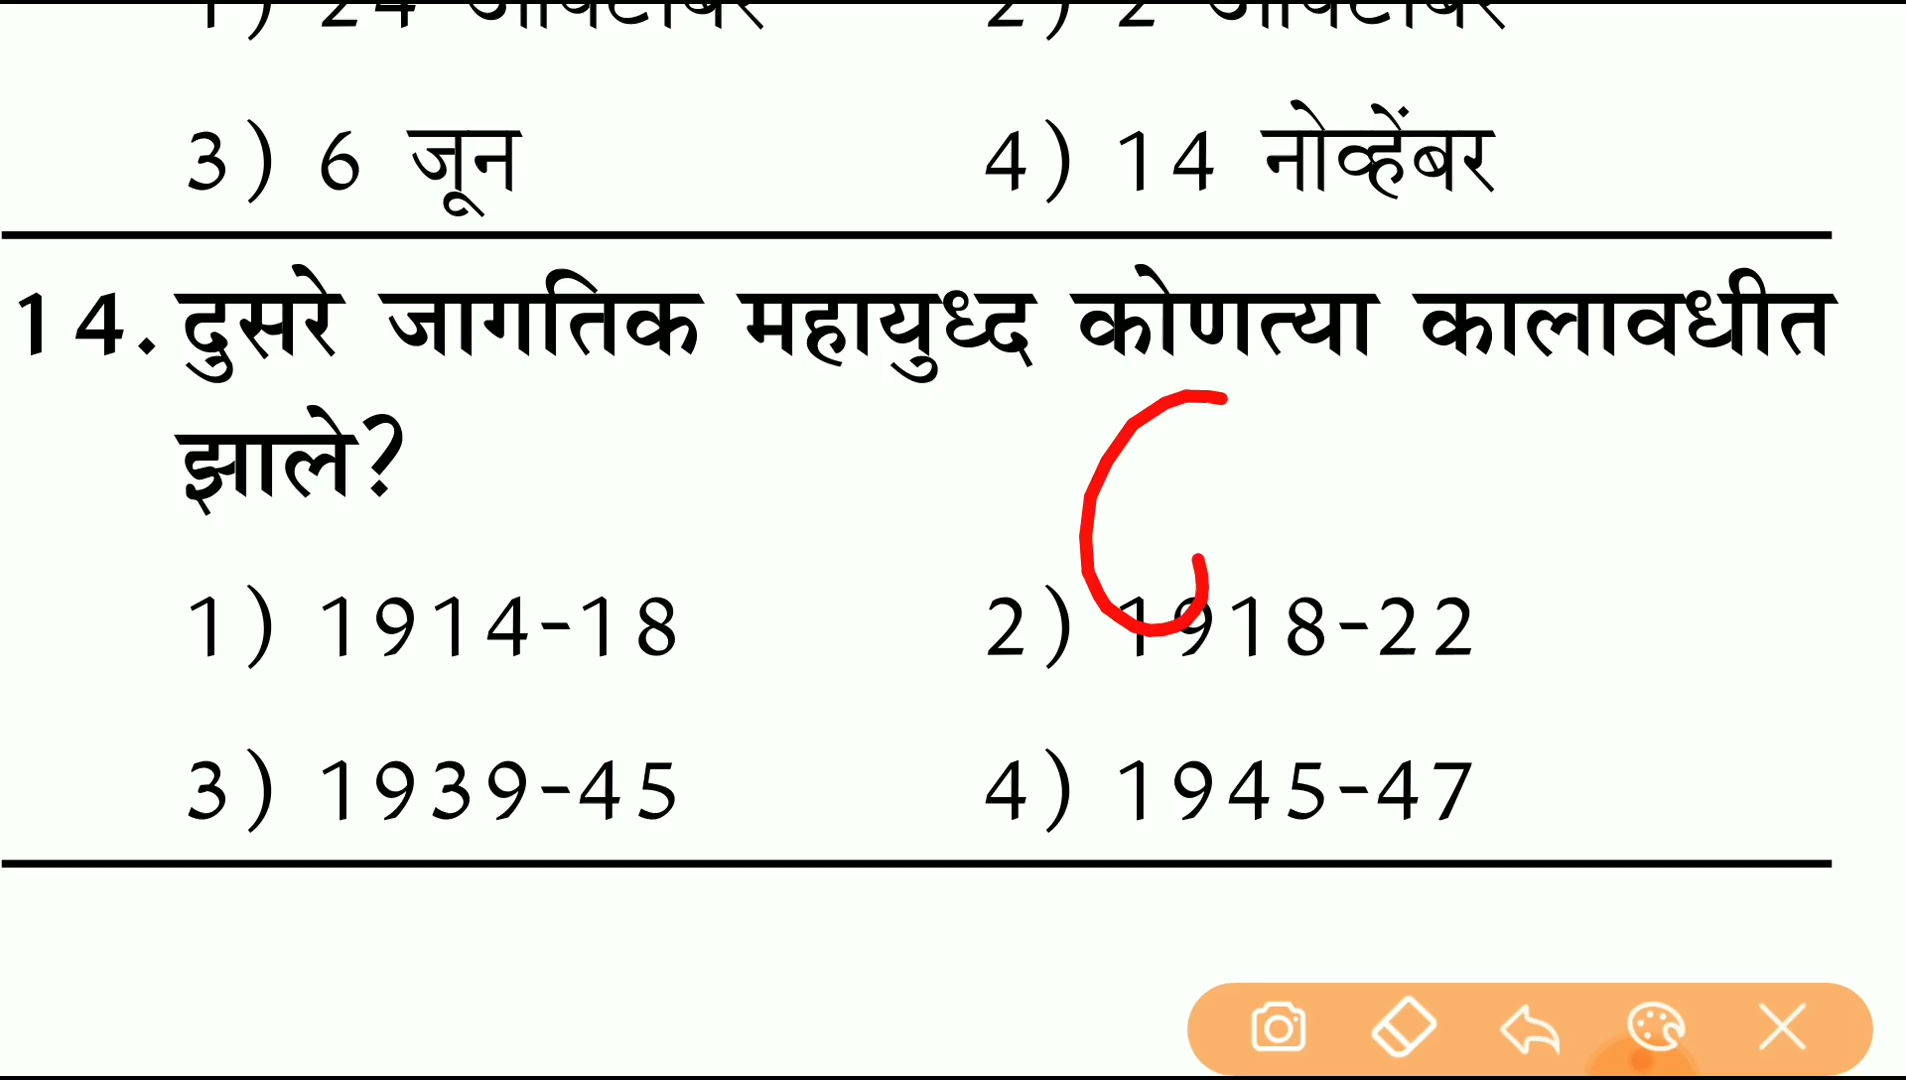 3) 6 जून 4) 14 नोव्हेंबर
14. दुसरे जागतिक महायुध्द कोणत्या कालावधीत
झाले?
1) 1914-18 2) 1918-22
3) 1939-45 4) 1945-47